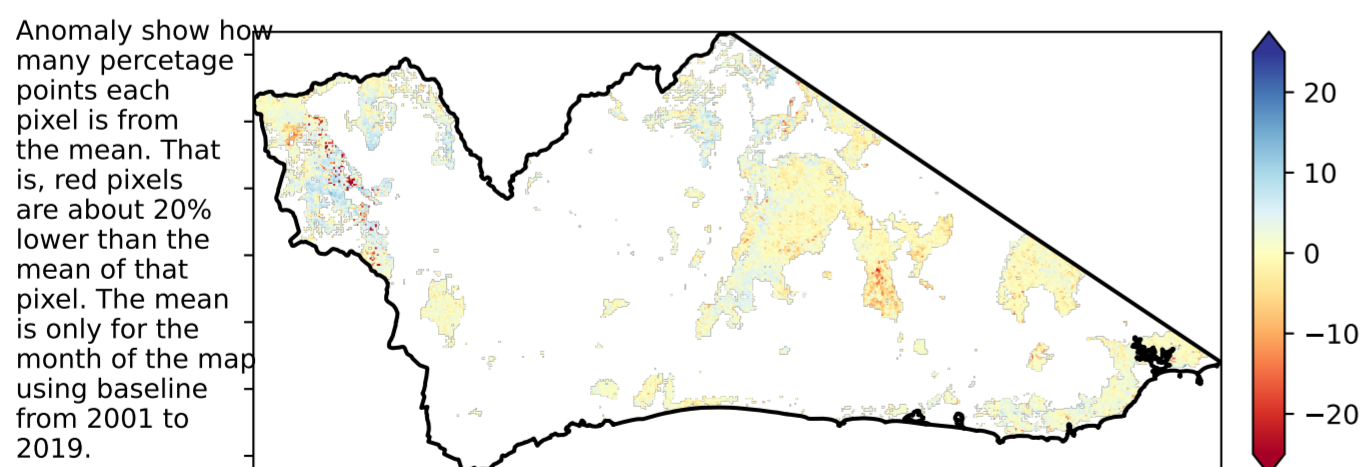 Anomaly show how
many percetage
points each
pixel is from
the mean. That
is, red pixels
are about 20%
lower than the
mean of that
pixel. The mean
is only for the
month of the map
using baseline
from 2001 to
2019.
20
10
0
−10
−20